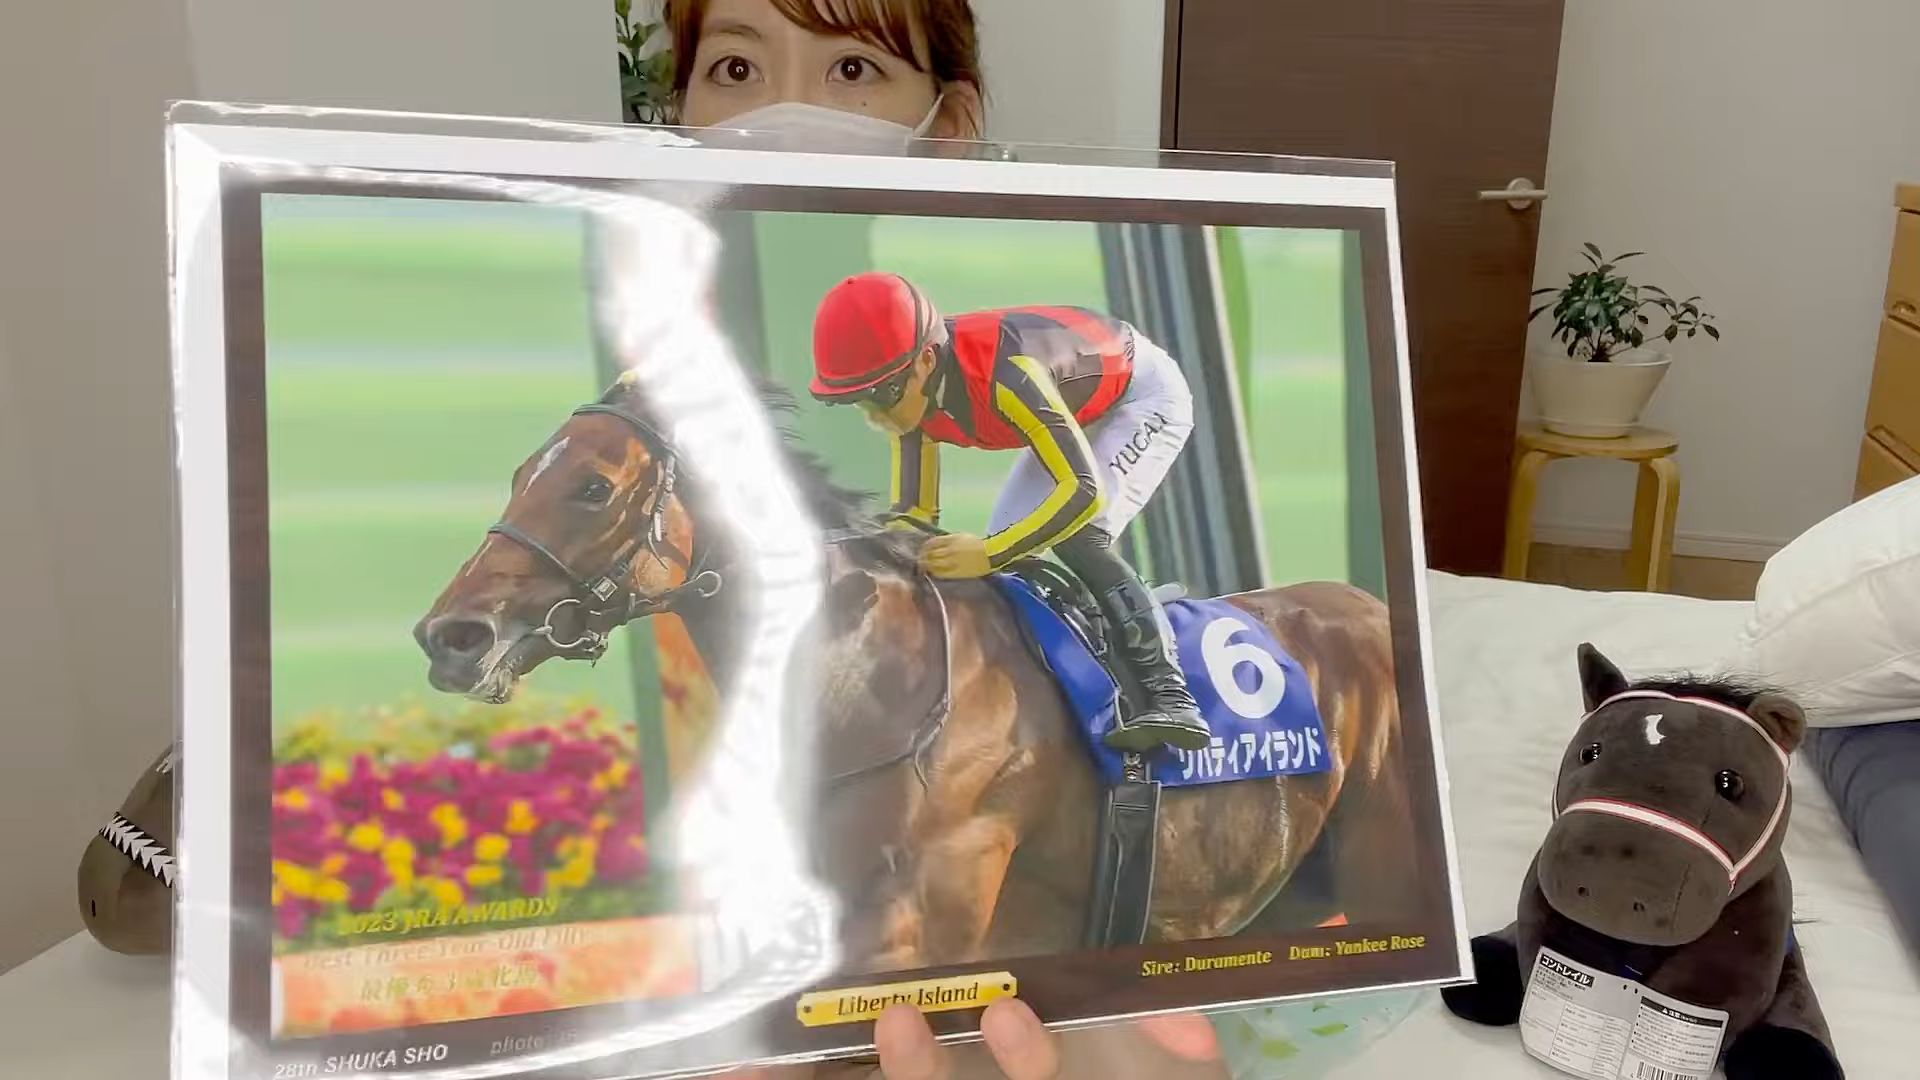 YUGA.K
6
リバティアイランド
2023 JRA AWARDS
Best Three-Year-Old Filly
最優秀3歳牝馬
Sire: Duramente Dam: Yankee Rose
Liberty Island
28th SHUKA SHO
photo:
コントレイル